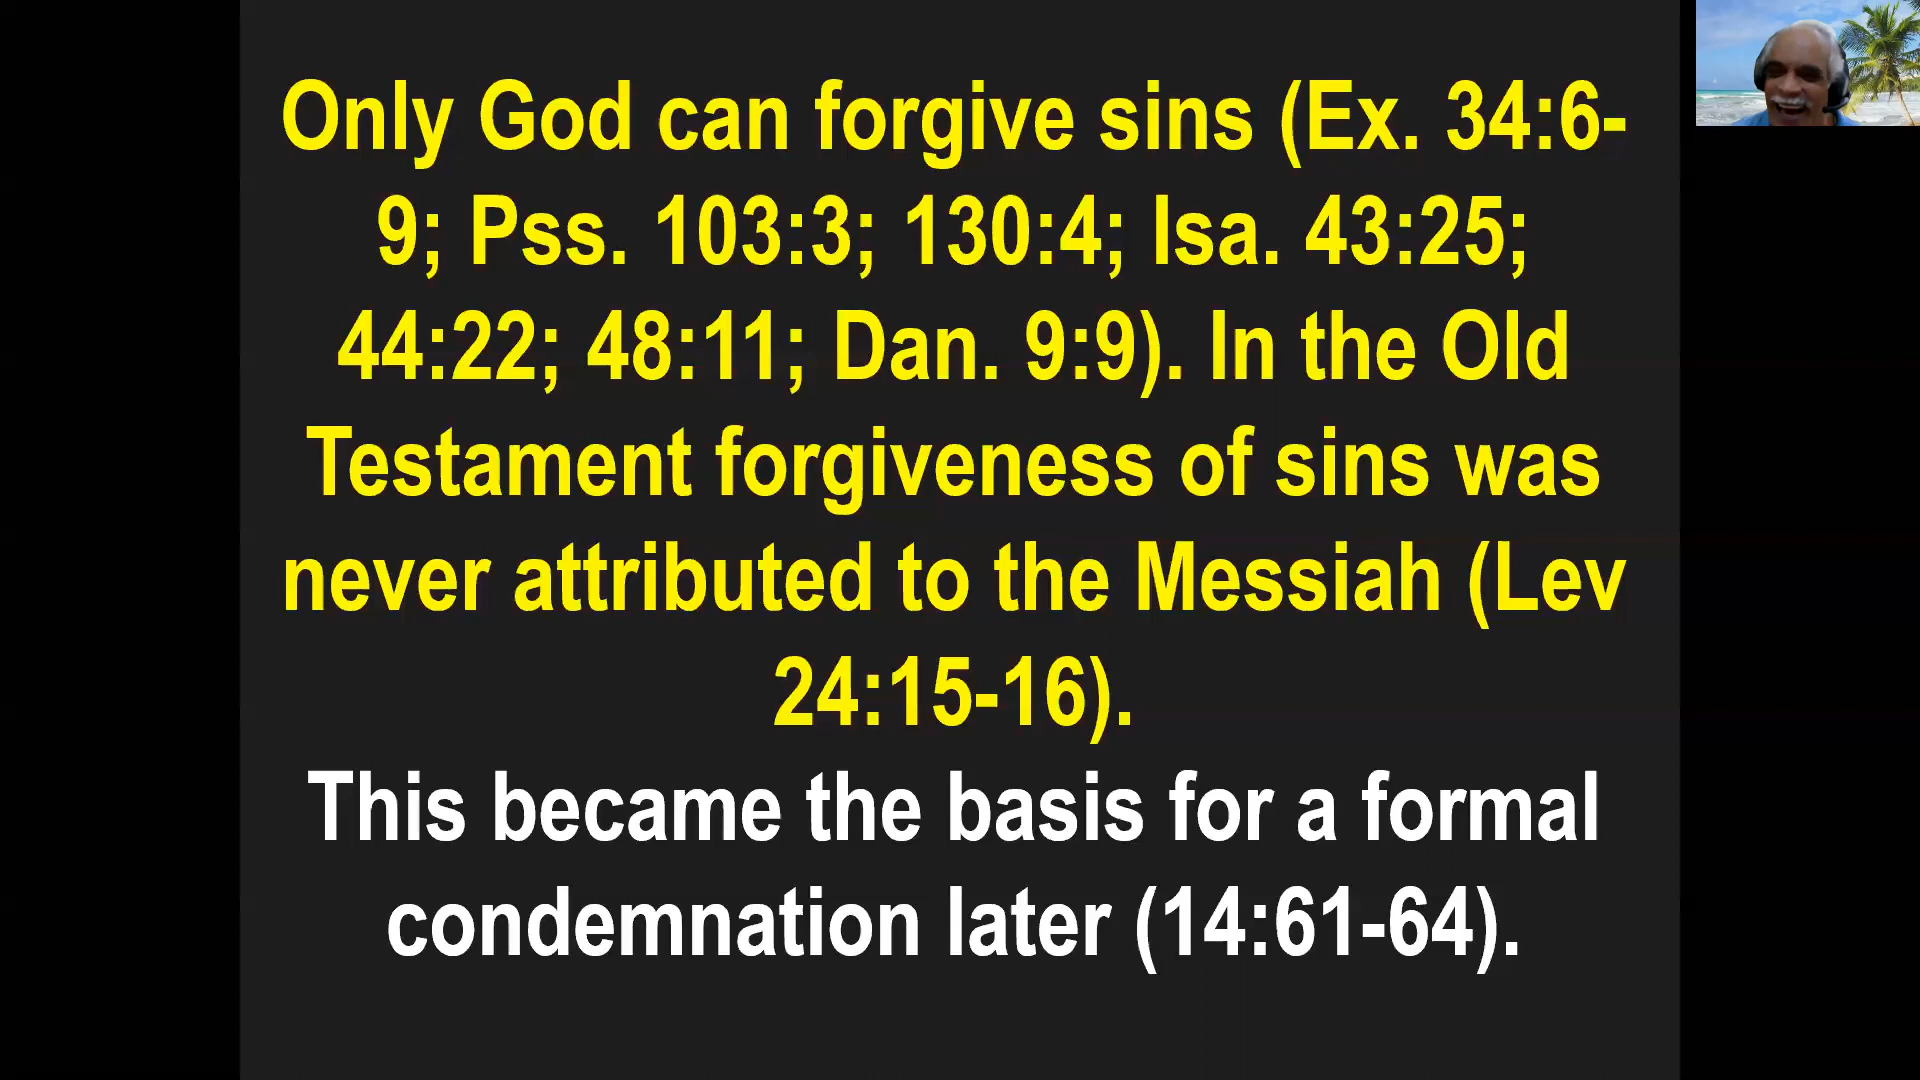 Only God can forgive sins (Ex. 34:6-
9; Pss. 103:3; 130:4; Isa. 43:25;
44:22; 48:11; Dan. 9:9). In the Old
Testament forgiveness of sins was
never attributed to the Messiah (Lev
24:15-16).
This became the basis for a formal
condemnation later (14:61-64).